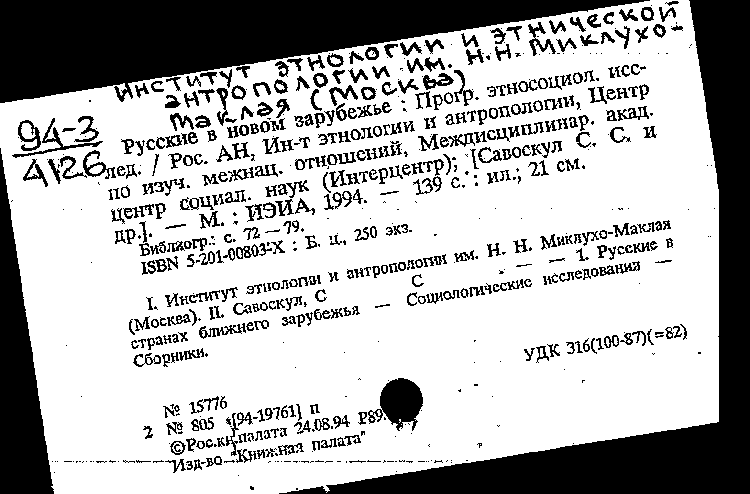 Институт этнологии и этнической
антропологии им. Н.Н. Миклухо-
Маклая (Москва)
94-3
4126
Русские в новом зарубежье : Прогр. этносоциол. исс-
лед. / Рос. АН, Ин-т этнологии и антропологии, Центр
по изуч. межнац. отношений, Междисциплинар. акад.
центр социал. наук (Интерцентр); [Савоскул С. С. и
др.]. — М. : ИЭИА, 1994. — 139 с. : ил.; 21 см.
Библиогр.: с. 72—79.
ISBN 5-201-00803-X : Б. ц., 250 экз.
I. Институт этнологии и антропологии им. Н. Н. Миклухо-Маклая
(Москва). II. Савоскул, С С — — 1. Русские в
странах ближнего зарубежья — Социологические исследования —
Сборники.
УДК 316(100-87)(=82)
№ 15776
2 № 805 [94-19761] п
©Рос.кн.палата 24.08.94 Р89.
Изд-во "Книжная палата"